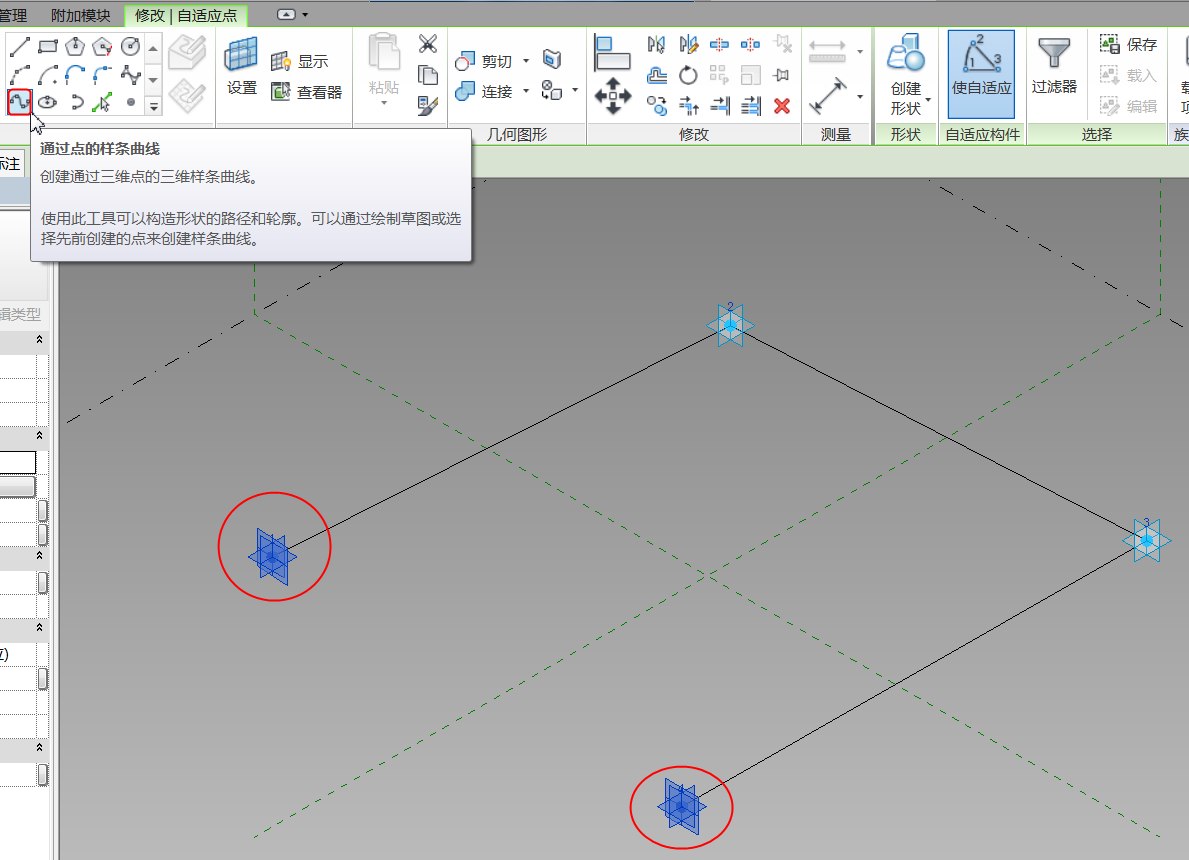 管理 附加模块 修改 | 自适应点
显示
剪切
保存
设置
查看器
粘贴
连接
创建
形状
使自适应
过滤器
载入
编辑
几何图形 修改 测量 形状 自适应构件 选择 族
标注
通过点的样条曲线
创建通过三维点的三维样条曲线。
使用此工具可以构造形状的路径和轮廓。可以通过绘制草图或选
择先前创建的点来创建样条曲线。
辑类型
2
3